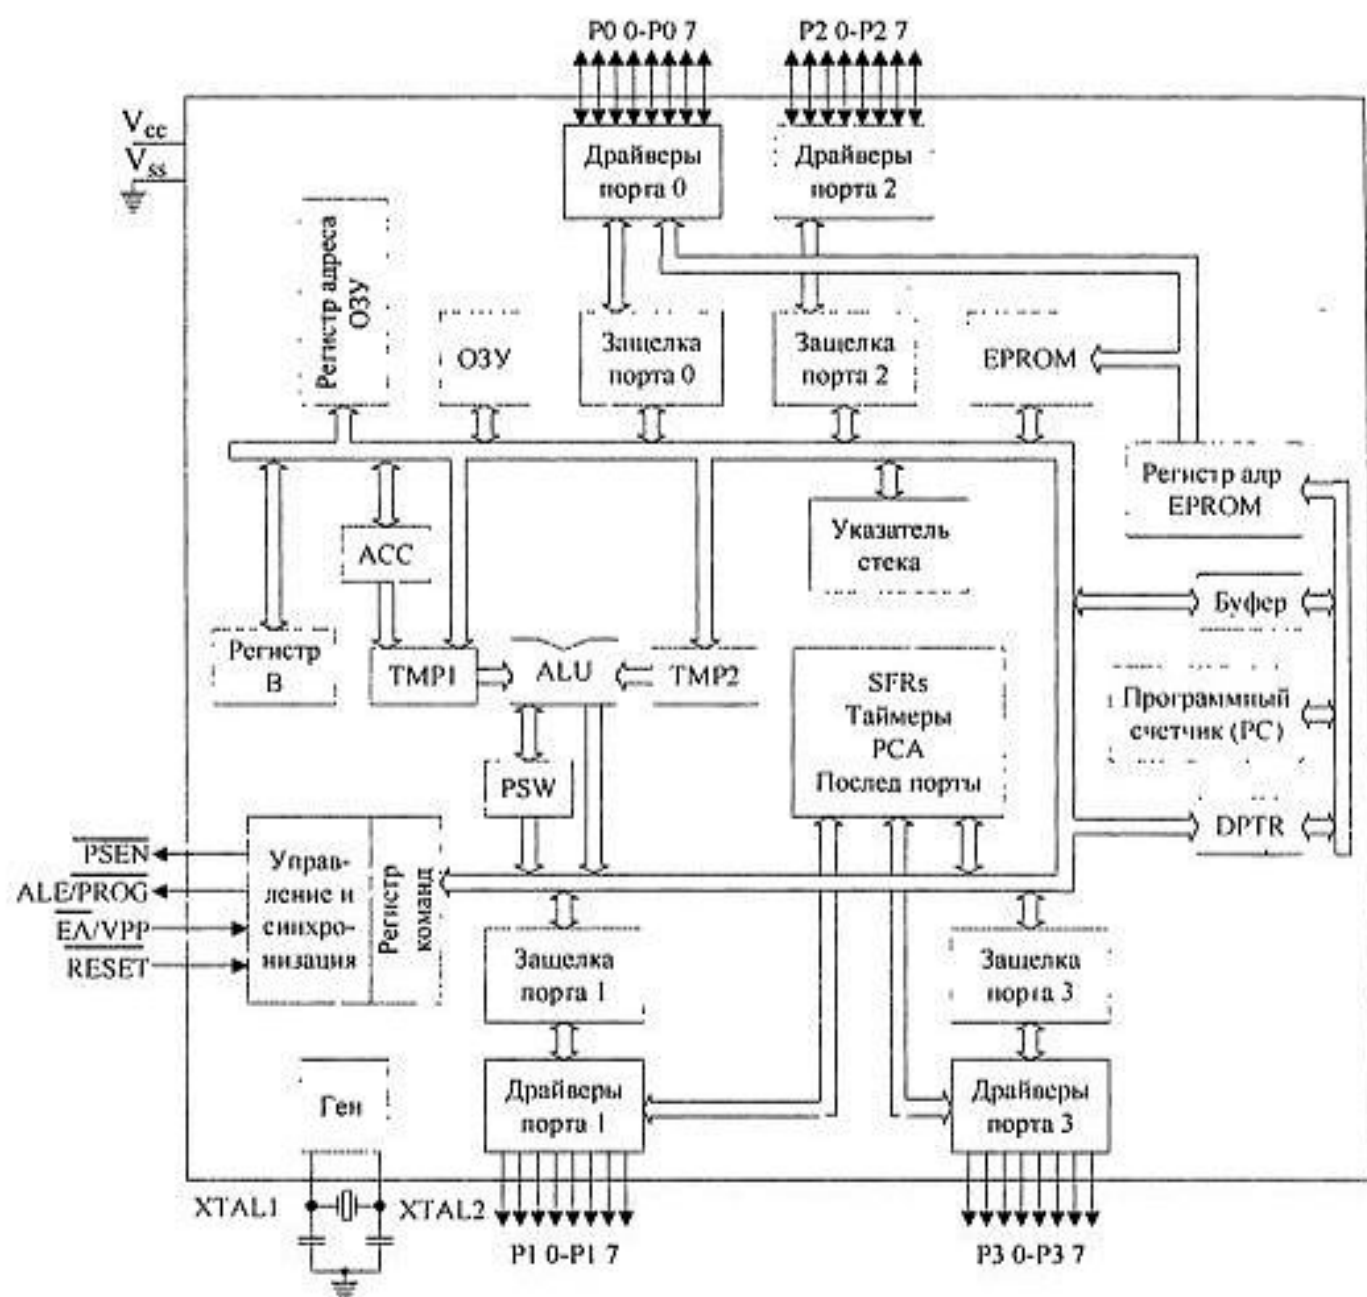 P0 0-P0 7
P2 0-P2 7
Vcc
Vss
Драйверы
порта 0
Драйверы
порта 2
Регистр адреса
ОЗУ
ОЗУ
Защелка
порта 0
Защелка
порта 2
EPROM
Регистр адр
EPROM
Указатель
стека
ACC
Буфер
Регистр
B
TMP1
ALU
TMP2
SFRs
Таймеры
PCA
Послед порты
Программный
счетчик (PC)
PSW
DPTR
PSEN
ALE/PROG
EA/VPP
RESET
Управ-
ление и
синхро-
низация
Регистр
команд
Защелка
порта 1
Защелка
порта 3
Ген
Драйверы
порта 1
Драйверы
порта 3
XTAL1
XTAL2
P1 0-P1 7
P3 0-P3 7